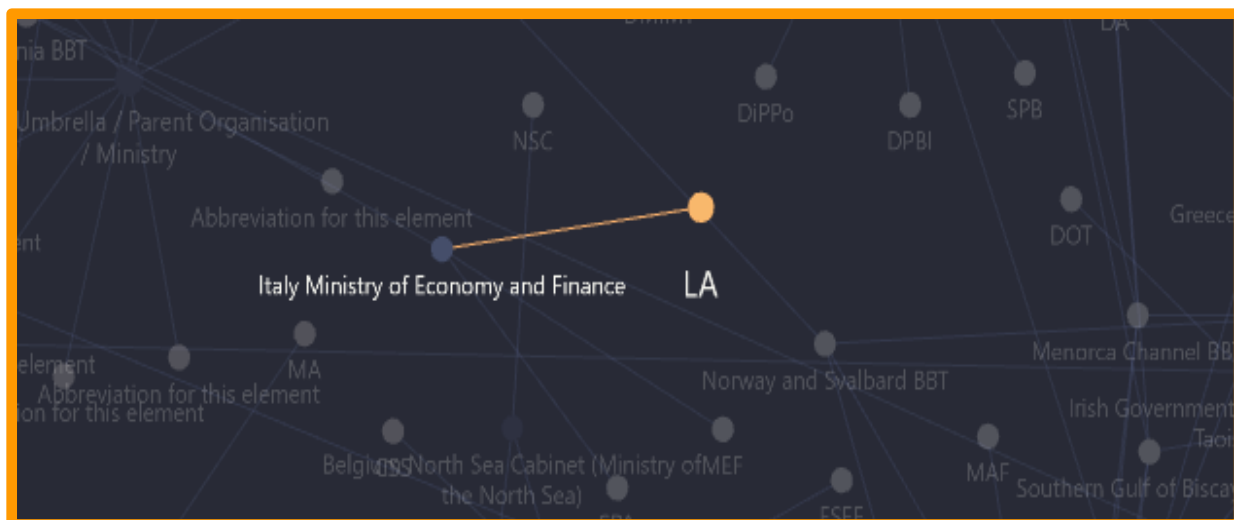 DA
nia BBT
DiPPo
SPB
Umbrella / Parent Organisation
/ Ministry
NSC
DPBI
Abbreviation for this element
Greece
DOT
Italy Ministry of Economy and Finance
LA
MA
element
Menorca Channel BBT
Abbreviation for this element
Norway and Svalbard BBT
ion for this element
Irish Government
Taoi
Belgium North Sea Cabinet (Ministry of
the North Sea)
CSS
MEF
MAF
Southern Gulf of Biscay